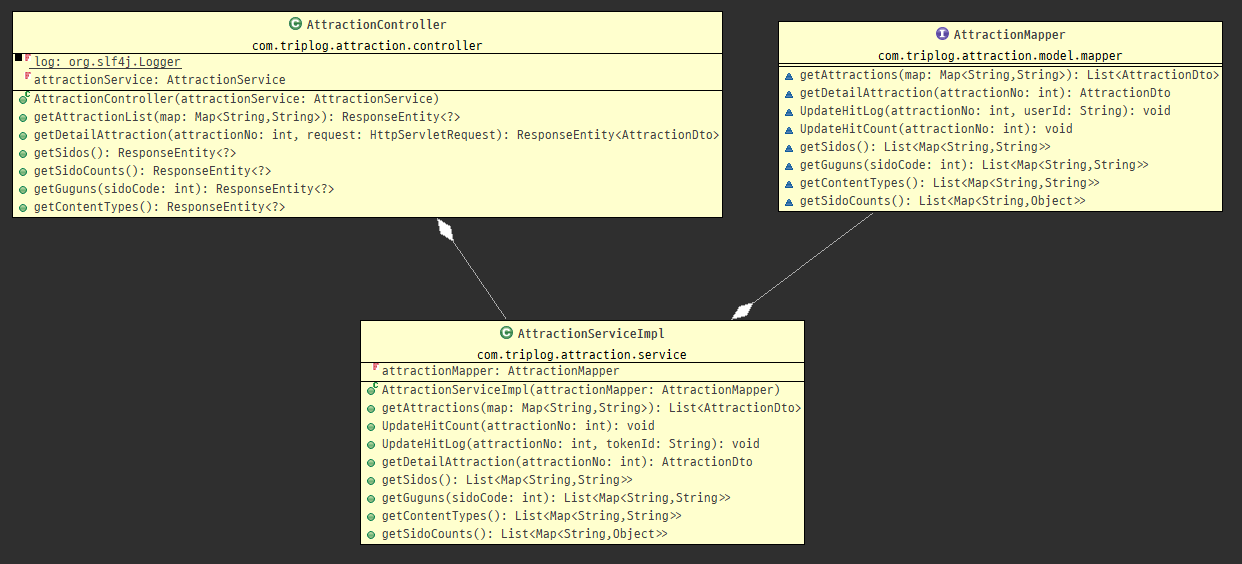 AttractionController
com.triplog.attraction.controller
log: org.slf4j.Logger
attractionService: AttractionService
AttractionController(attractionService: AttractionService)
getAttractionList(map: Map<String,String>): ResponseEntity<?>
getDetailAttraction(attractionNo: int, request: HttpServletRequest): ResponseEntity<AttractionDto>
getSidos(): ResponseEntity<?>
getSidoCounts(): ResponseEntity<?>
getGuguns(sidoCode: int): ResponseEntity<?>
getContentTypes(): ResponseEntity<?>
AttractionMapper
com.triplog.attraction.model.mapper
getAttractions(map: Map<String,String>): List<AttractionDto>
getDetailAttraction(attractionNo: int): AttractionDto
UpdateHitLog(attractionNo: int, userId: String): void
UpdateHitCount(attractionNo: int): void
getSidos(): List<Map<String,String>>
getGuguns(sidoCode: int): List<Map<String,String>>
getContentTypes(): List<Map<String,String>>
getSidoCounts(): List<Map<String,Object>>
AttractionServiceImpl
com.triplog.attraction.service
attractionMapper: AttractionMapper
AttractionServiceImpl(attractionMapper: AttractionMapper)
getAttractions(map: Map<String,String>): List<AttractionDto>
UpdateHitCount(attractionNo: int): void
UpdateHitLog(attractionNo: int, tokenId: String): void
getDetailAttraction(attractionNo: int): AttractionDto
getSidos(): List<Map<String,String>>
getGuguns(sidoCode: int): List<Map<String,String>>
getContentTypes(): List<Map<String,String>>
getSidoCounts(): List<Map<String,Object>>